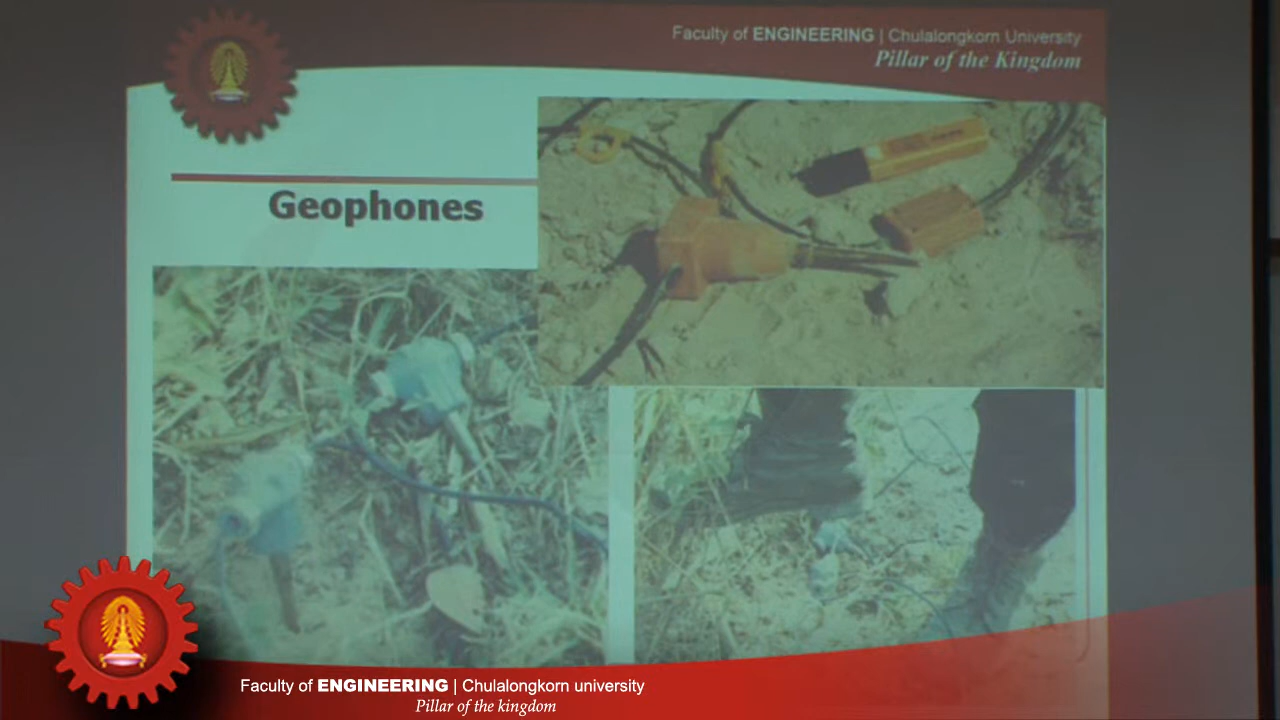 Faculty of ENGINEERING | Chulalongkorn University
Pillar of the Kingdom
Geophones
Faculty of ENGINEERING | Chulalongkorn university
Pillar of the kingdom